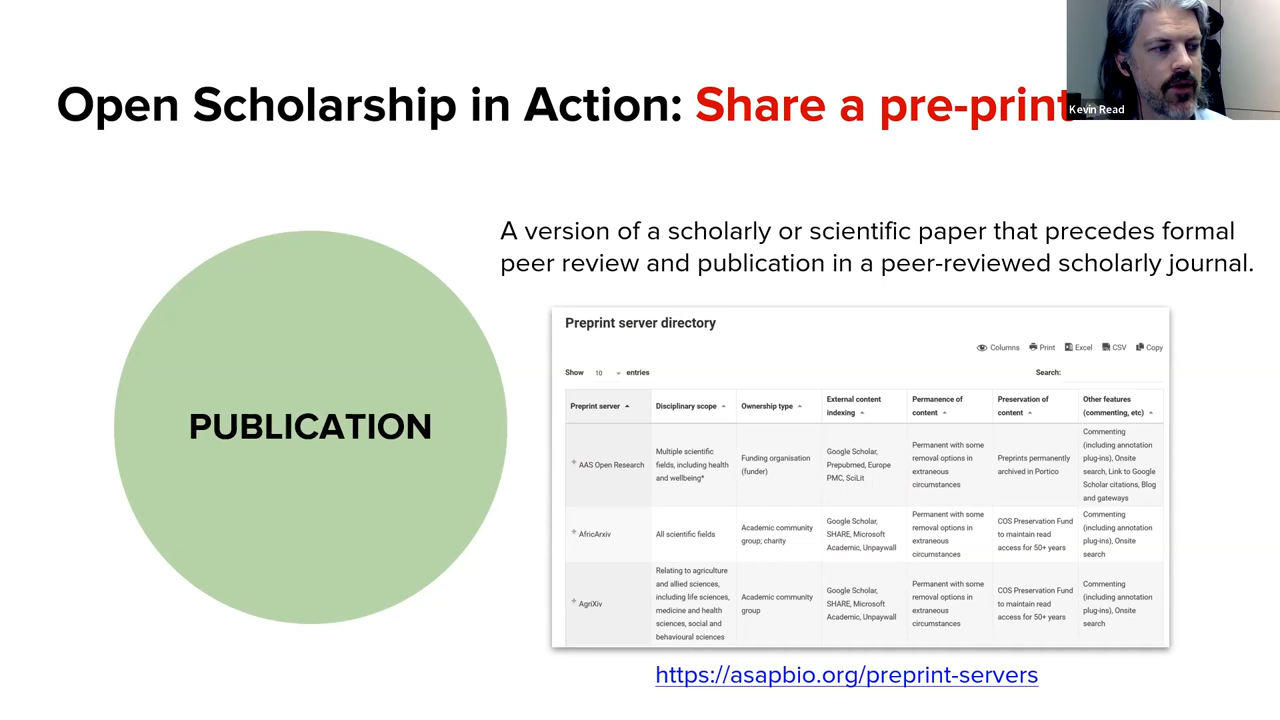 Open Scholarship in Action: Share a pre-print
Kevin Read
A version of a scholarly or scientific paper that precedes formal
peer review and publication in a peer-reviewed scholarly journal.
PUBLICATION
Preprint server directory
Columns Print Excel CSV Copy
Show 10 entries Search:
Preprint server Disciplinary scope Ownership type External content indexing Permanence of content Preservation of content Other features (commenting, etc)
AAS Open Research
Multiple scientific
fields, including health
and wellbeing*
Funding organisation
(funder)
Google Scholar,
Prepubmed, Europe
PMC, SciLit
Permanent with some
removal options in
extraneous
circumstances
Preprints permanently
archived in Portico
Commenting
(including annotation
plug-ins), Onsite
search, Link to Google
Scholar citations, Blog
and gateways
AfricArxiv
All scientific fields
Academic community
group; charity
Google Scholar,
SHARE, Microsoft
Academic, Unpaywall
Permanent with some
removal options in
extraneous
circumstances
COS Preservation Fund
to maintain read
access for 50+ years
Commenting
(including annotation
plug-ins), Onsite
search
AgriXiv
Relating to agriculture
and allied sciences,
including life sciences,
medicine and health
sciences, social and
behavioural sciences
Academic community
group
Google Scholar,
SHARE, Microsoft
Academic, Unpaywall
Permanent with some
removal options in
extraneous
circumstances
COS Preservation Fund
to maintain read
access for 50+ years
Commenting
(including annotation
plug-ins), Onsite
search
https://asapbio.org/preprint-servers